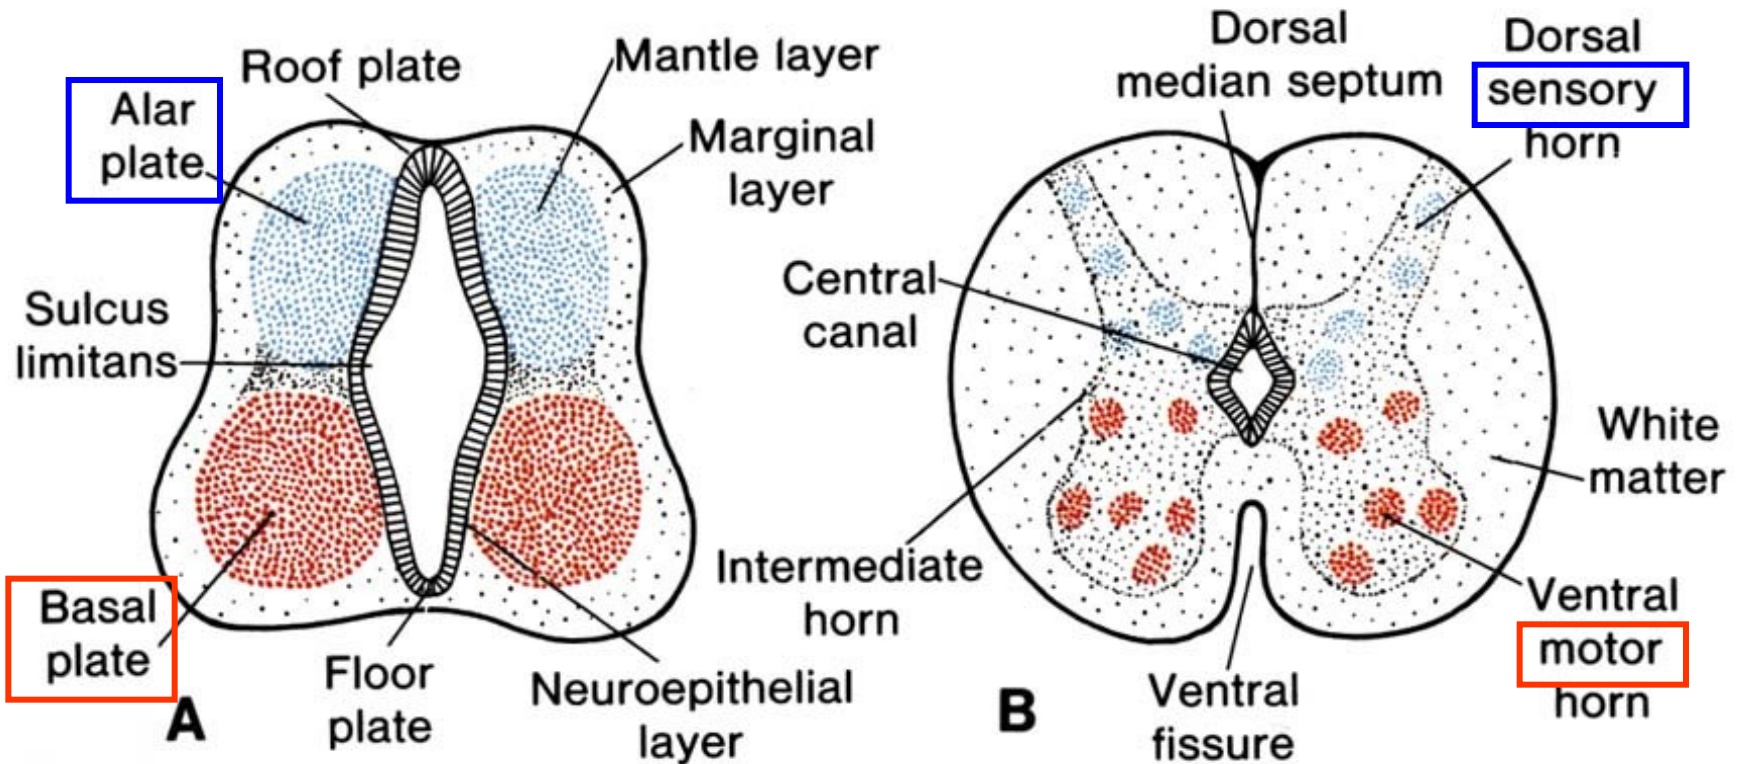 Roof plate
Mantle layer
Alar
plate
Marginal
layer
Sulcus
limitans
Basal
plate
Floor
plate
Neuroepithelial
layer
A
Dorsal
median septum
Dorsal
sensory
horn
Central
canal
White
matter
Intermediate
horn
Ventral
motor
horn
Ventral
fissure
B